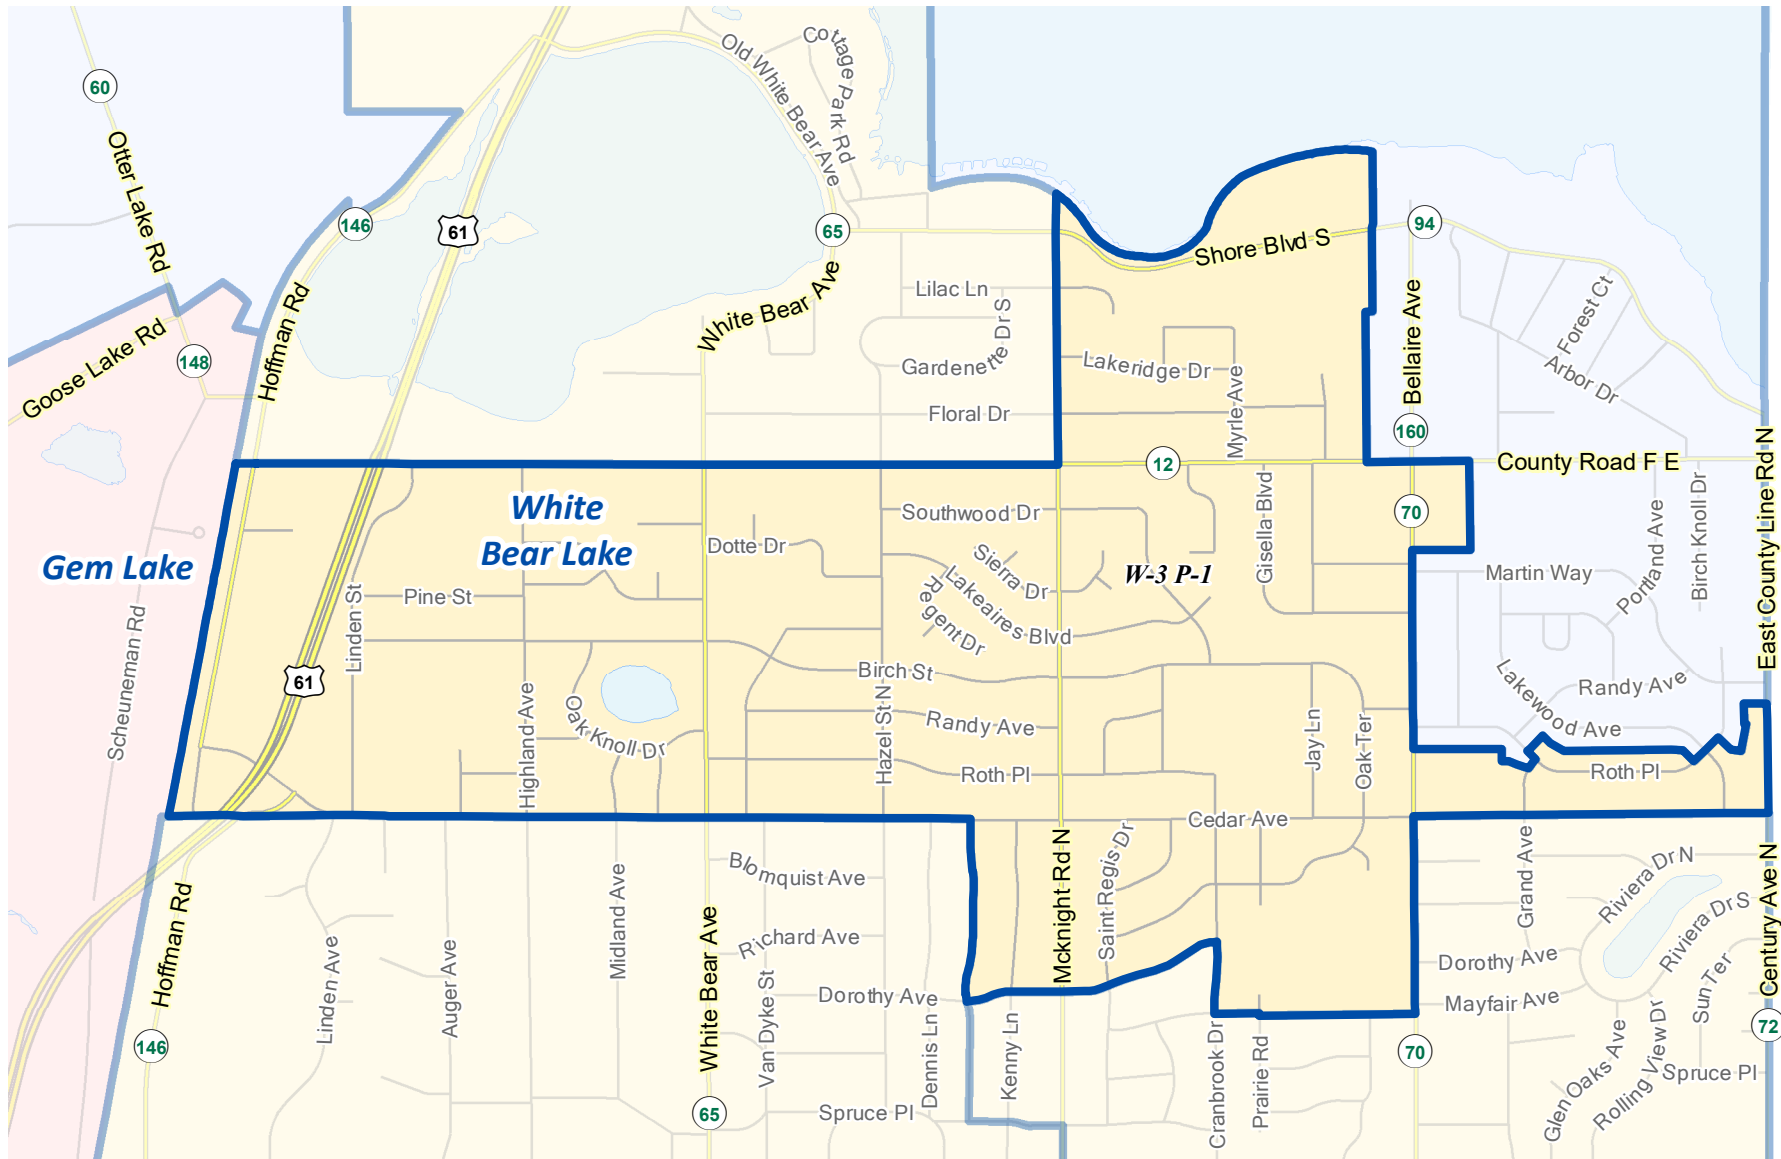 Cottage Park Rd
Old White Bear Ave
60
Otter Lake Rd
146
61
65
94
Shore Blvd S
White Bear Ave
Lilac Ln
Gardenette Dr S
Hoffman Rd
Goose Lake Rd
148
Bellaire Ave
A Forest Ct
Arbor Dr
Lakeridge Dr
Myrle Ave
Floral Dr
160
12
County Road F E
East County Line Rd N
White
Bear Lake
Gem Lake
Southwood Dr
Dotte Dr
Sierra Dr
Lakeaires Blvd
Regent Dr
W-3 P-1
Gisella Blvd
70
Martin Way
Portland Ave
Birch Knoll Dr
Pine St
Linden St
Scheuneman Rd
61
Birch St
Highland Ave
Oak Knoll Dr
Hazel St N
Randy Ave
Roth Pl
Jay Ln
Oak Ter
Lakewood Ave
Randy Ave
Roth Pl
Cedar Ave
Mcknight Rd N
Saint Regis Dr
Grand Ave
Riviera Dr N
Riviera Dr S
Century Ave N
Blomquist Ave
Richard Ave
Midland Ave
White Bear Ave
Van Dyke St
Dorothy Ave
Hoffman Rd
Linden Ave
Auger Ave
Dorothy Ave
Mayfair Ave
Sun Ter
72
146
Dennis Ln
Kenny Ln
Cranbrook Dr
Prairie Rd
70
Glen Oaks Ave
Rolling View Dr
Spruce Pl
65
Spruce Pl